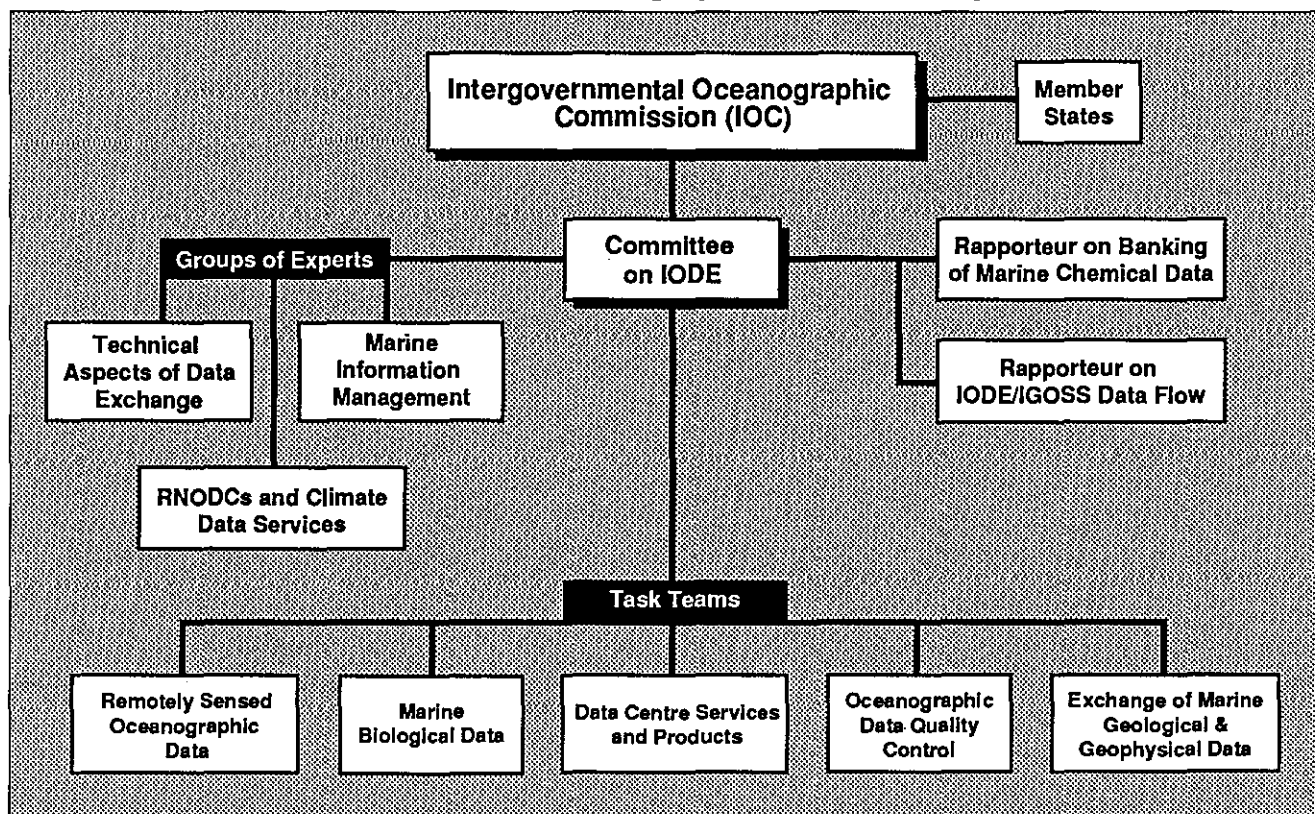 Intergovernmental Oceanographic
Commission (IOC)
Member
States
Committee
on IODE
Groups of Experts
Rapporteur on Banking
of Marine Chemical Data
Technical
Aspects of Data
Exchange
Marine
Information
Management
Rapporteur on
IODE/IGOSS Data Flow
RNODCs and Climate
Data Services
Task Teams
Remotely Sensed
Oceanographic
Data
Marine
Biological Data
Data Centre Services
and Products
Oceanographic
Data Quality
Control
Exchange of Marine
Geological &
Geophysical Data